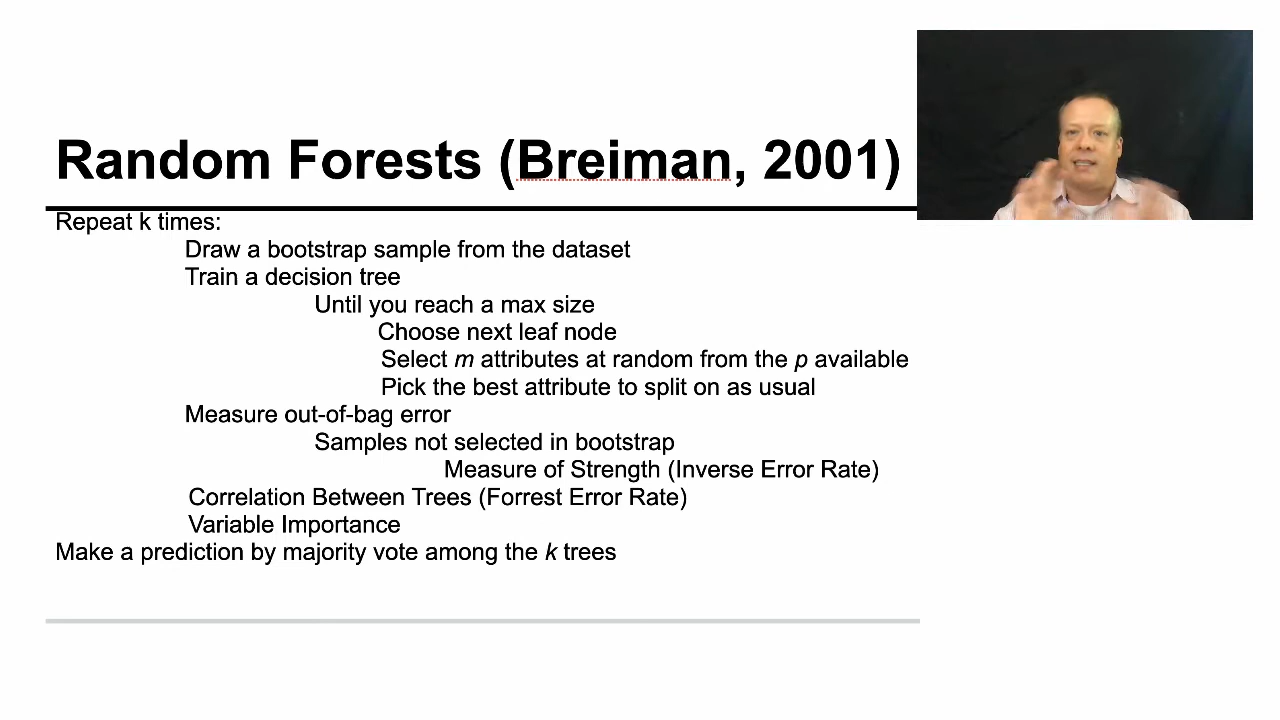 Random Forests (Breiman, 2001)
Repeat k times:
Draw a bootstrap sample from the dataset
Train a decision tree
Until you reach a max size
Choose next leaf node
Select m attributes at random from the p available
Pick the best attribute to split on as usual
Measure out-of-bag error
Samples not selected in bootstrap
Measure of Strength (Inverse Error Rate)
Correlation Between Trees (Forrest Error Rate)
Variable Importance
Make a prediction by majority vote among the k trees